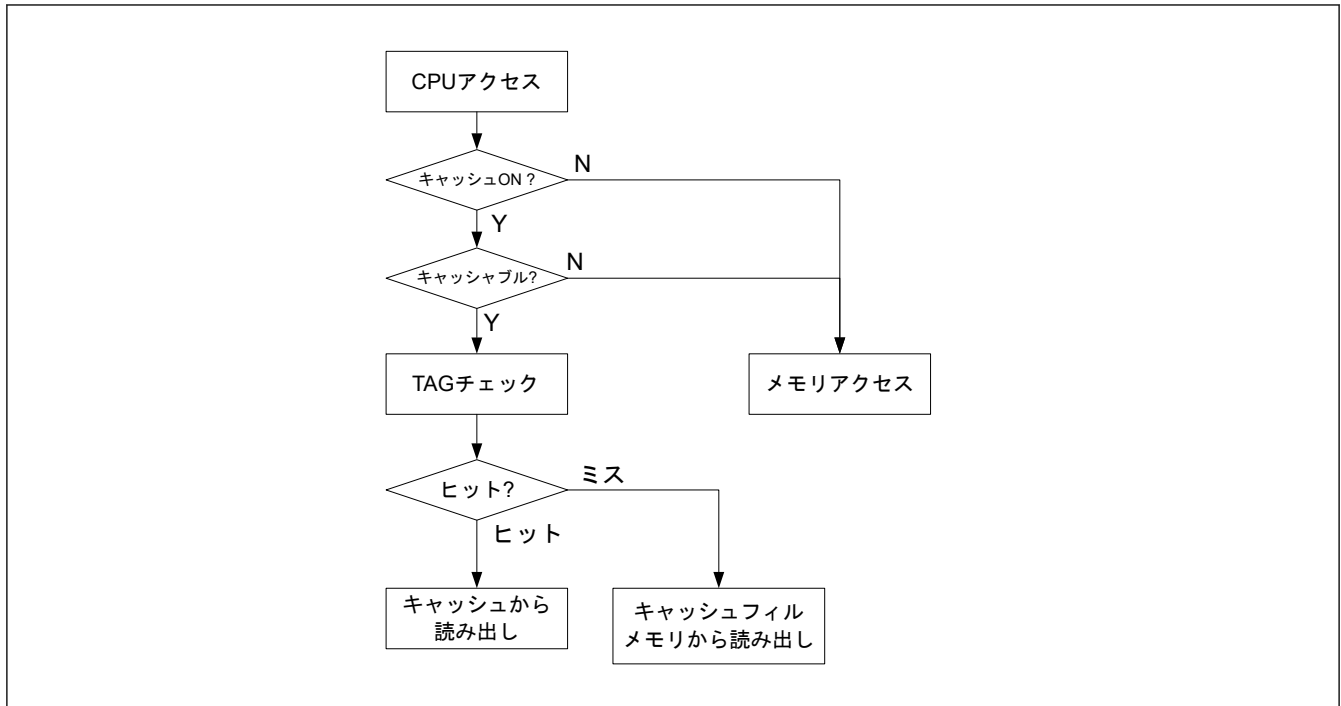 CPUアクセス
キャッシュON？
N
Y
キャッシャブル?
N
Y
TAGチェック
メモリアクセス
ヒット?
ミス
ヒット
キャッシュから
読み出し
キャッシュフィル
メモリから読み出し